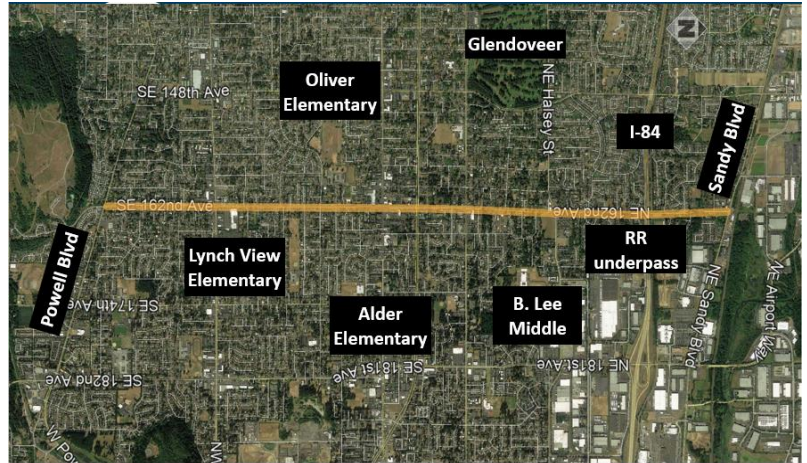 Glendoveer
N
Oliver
Elementary
SE 148th Ave
NE Halsey St
I-84
Sandy Blvd
SE 162nd Ave
NE 162nd Ave
Powell Blvd
Lynch View
Elementary
RR
underpass
SE 174th Ave
Alder
Elementary
B. Lee
Middle
NE Sandy Blvd
NE Airport Way
SE 182nd Ave
SE 181st Ave
NE 181st Ave
W Pow
NW